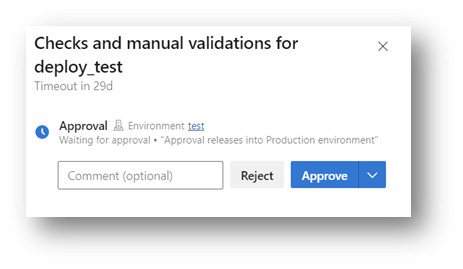 Checks and manual validations for
deploy_test
Timeout in 29d
Approval Environment test
Waiting for approval • "Approval releases into Production environment"
Comment (optional) Reject Approve